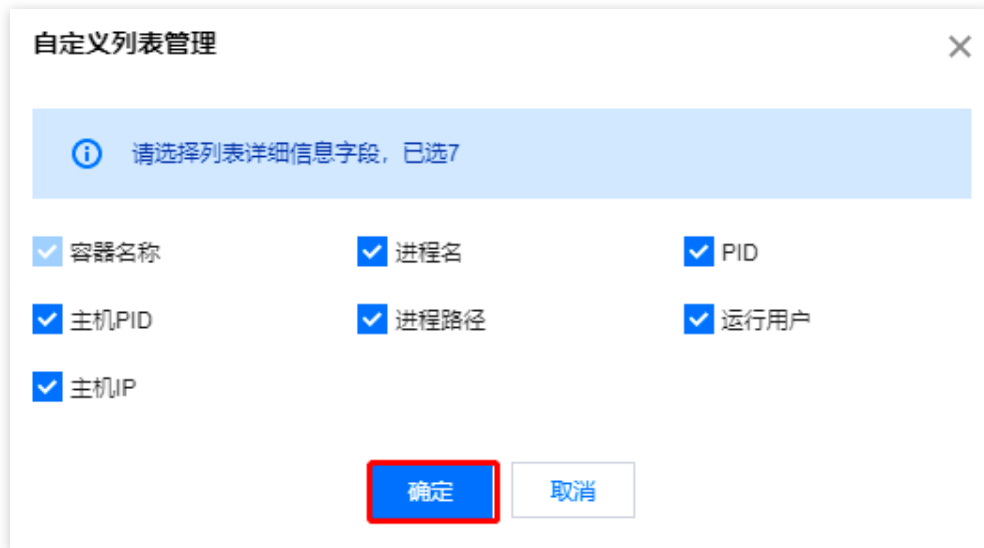 自定义列表管理
请选择列表详细信息字段，已选7
容器名称 进程名 PID
主机PID 进程路径 运行用户
主机IP
确定 取消